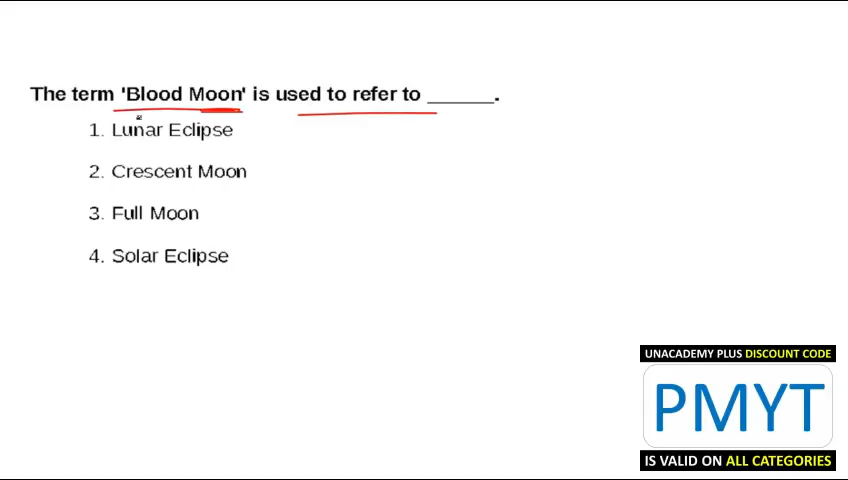 The term 'Blood Moon' is used to refer to ______.
1. Lunar Eclipse
2. Crescent Moon
3. Full Moon
4. Solar Eclipse
UNACADEMY PLUS DISCOUNT CODE
PMYT
IS VALID ON ALL CATEGORIES